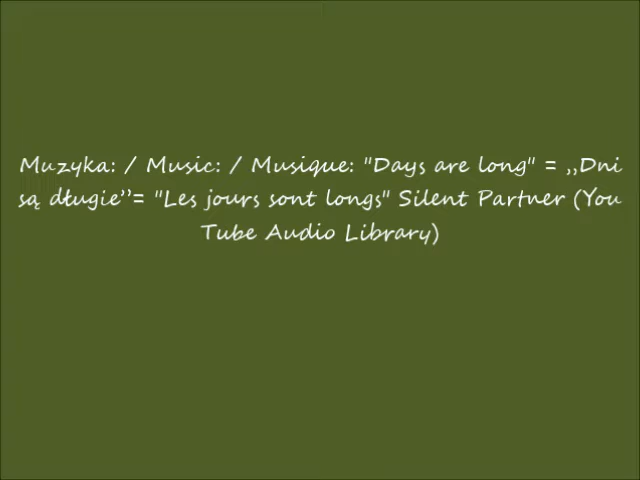 Muzyka: / Music: / Musique: "Days are long" = ,,Dni
są długie’’= "Les jours sont longs" Silent Partner (You
Tube Audio Library)